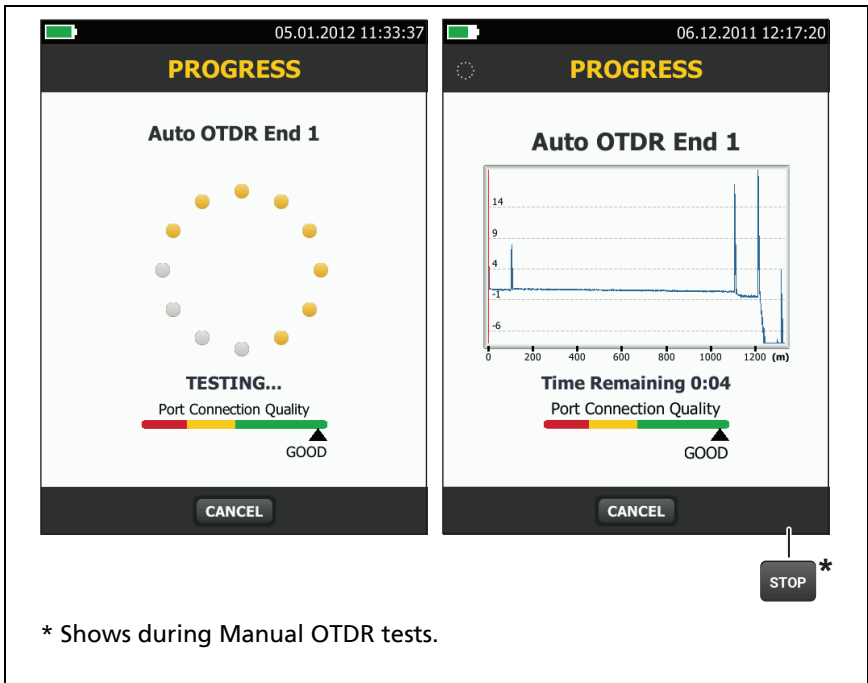 05.01.2012 11:33:37
PROGRESS
Auto OTDR End 1
TESTING...
Port Connection Quality
GOOD
CANCEL
06.12.2011 12:17:20
PROGRESS
Auto OTDR End 1
14
9
4
-1
-6
0 200 400 600 800 1000 1200 (m)
Time Remaining 0:04
Port Connection Quality
GOOD
CANCEL
STOP *
* Shows during Manual OTDR tests.